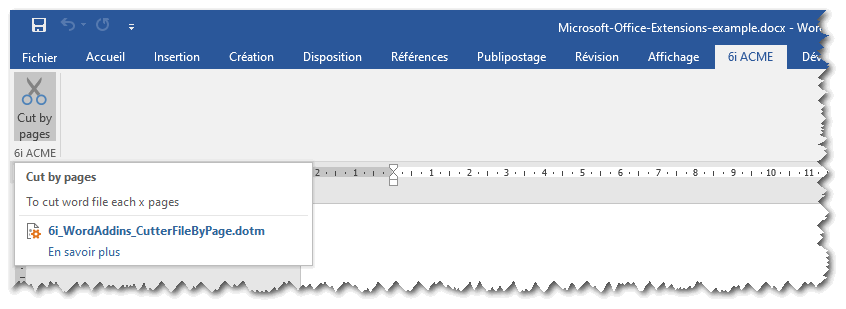 Microsoft-Office-Extensions-example.docx - Wor
Fichier Accueil Insertion Création Disposition Références Publipostage Révision Affichage 6i ACME Dév
Cut by
pages
6i ACME
2 1 1 2 3 4 5 6 7 8 9 10 11
Cut by pages
To cut word file each x pages
6i_WordAddins_CutterFileByPage.dotm
En savoir plus